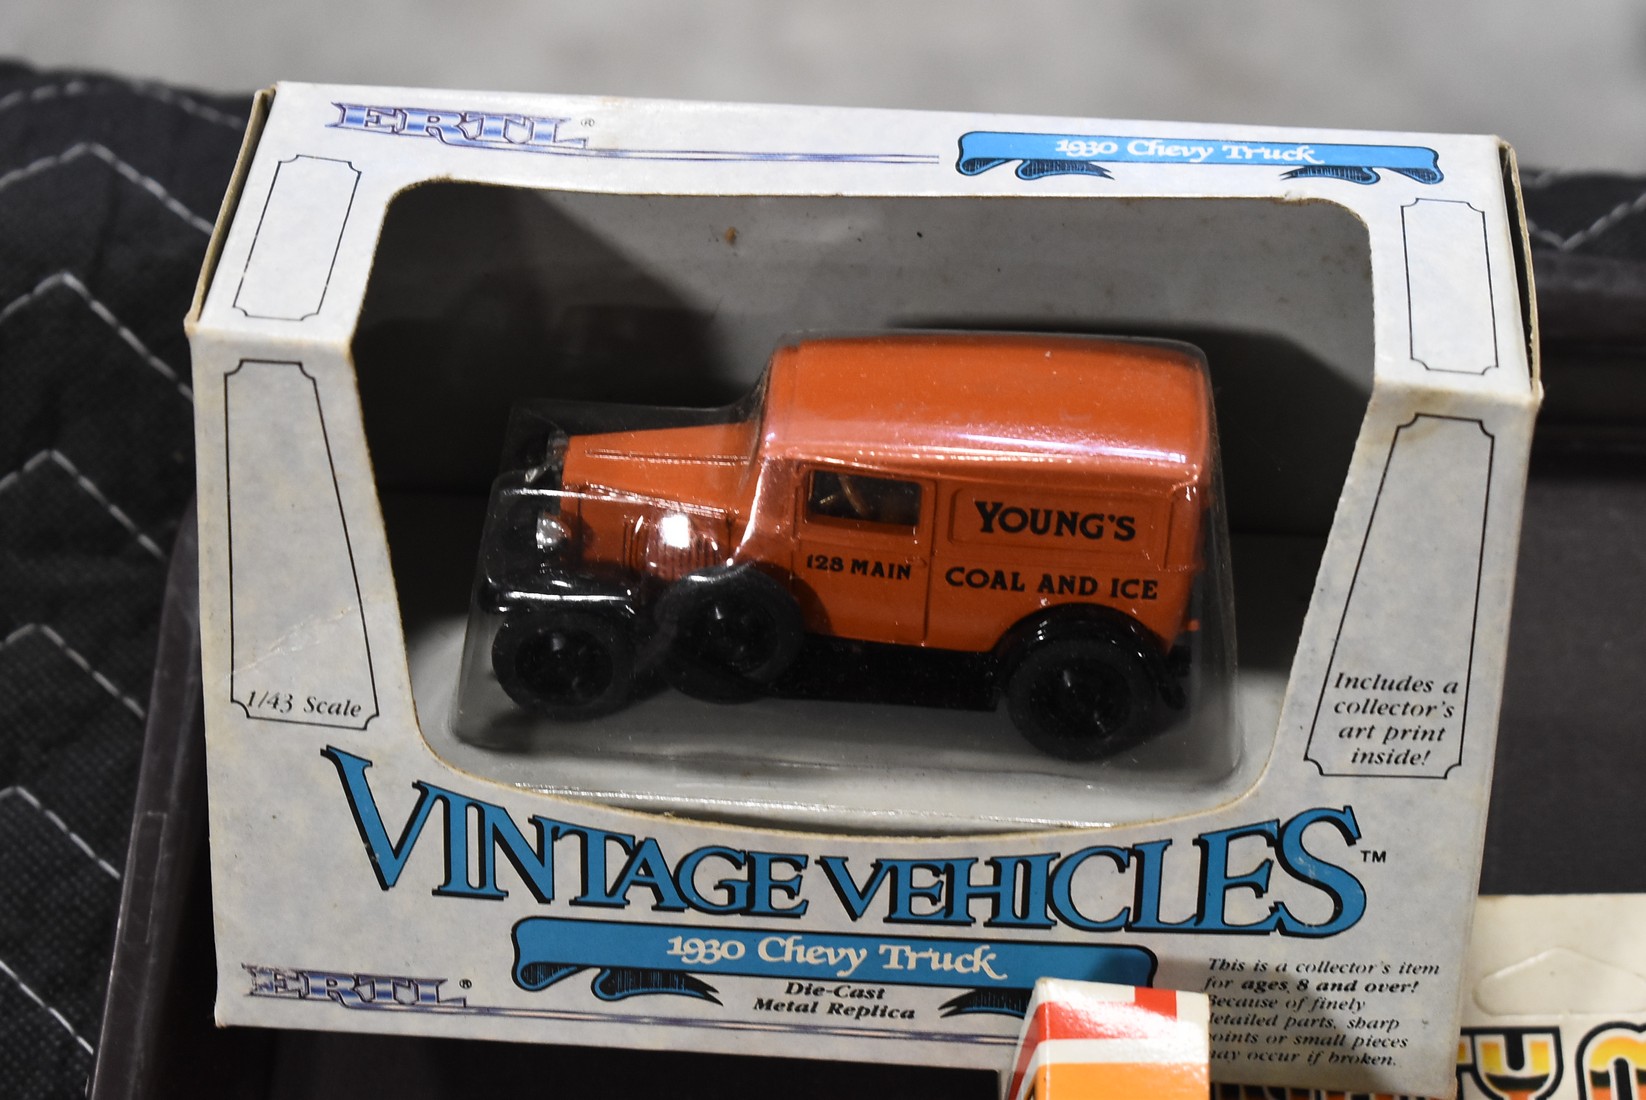 ERTL®
1930 Chevy Truck
YOUNG'S
128 MAIN
COAL AND ICE
1/43 Scale
Includes a
collector's
art print
inside!
VINTAGE VEHICLES™
1930 Chevy Truck
Die-Cast
Metal Replica
ERTL®
This is a collector's item
for ages 8 and over!
Because of finely
detailed parts, sharp
points or small pieces
may occur if broken.